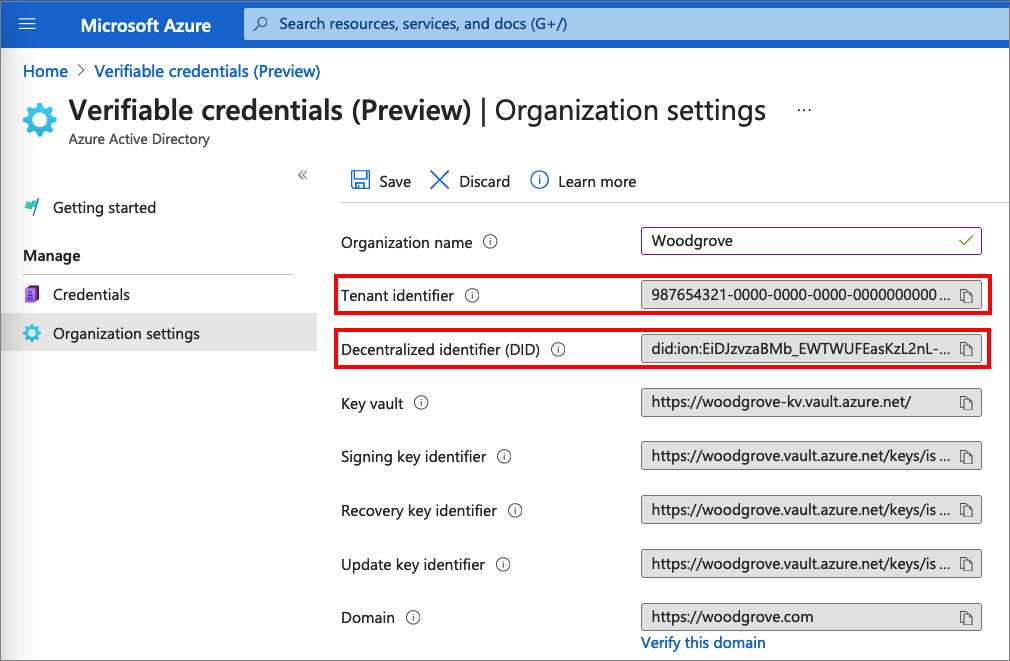 Microsoft Azure
Search resources, services, and docs (G+/)
Home > Verifiable credentials (Preview)
Verifiable credentials (Preview) | Organization settings ...
Azure Active Directory
«
Save Discard Learn more
Getting started
Manage
Credentials
Organization settings
Organization name Woodgrove
Tenant identifier 987654321-0000-0000-0000-0000000000 ...
Decentralized identifier (DID) did:ion:EiDJzvzaBMb_EWTWUFEasKzL2nL-...
Key vault https://woodgrove-kv.vault.azure.net/
Signing key identifier https://woodgrove.vault.azure.net/keys/is ...
Recovery key identifier https://woodgrove.vault.azure.net/keys/is ...
Update key identifier https://woodgrove.vault.azure.net/keys/is ...
Domain https://woodgrove.com
Verify this domain